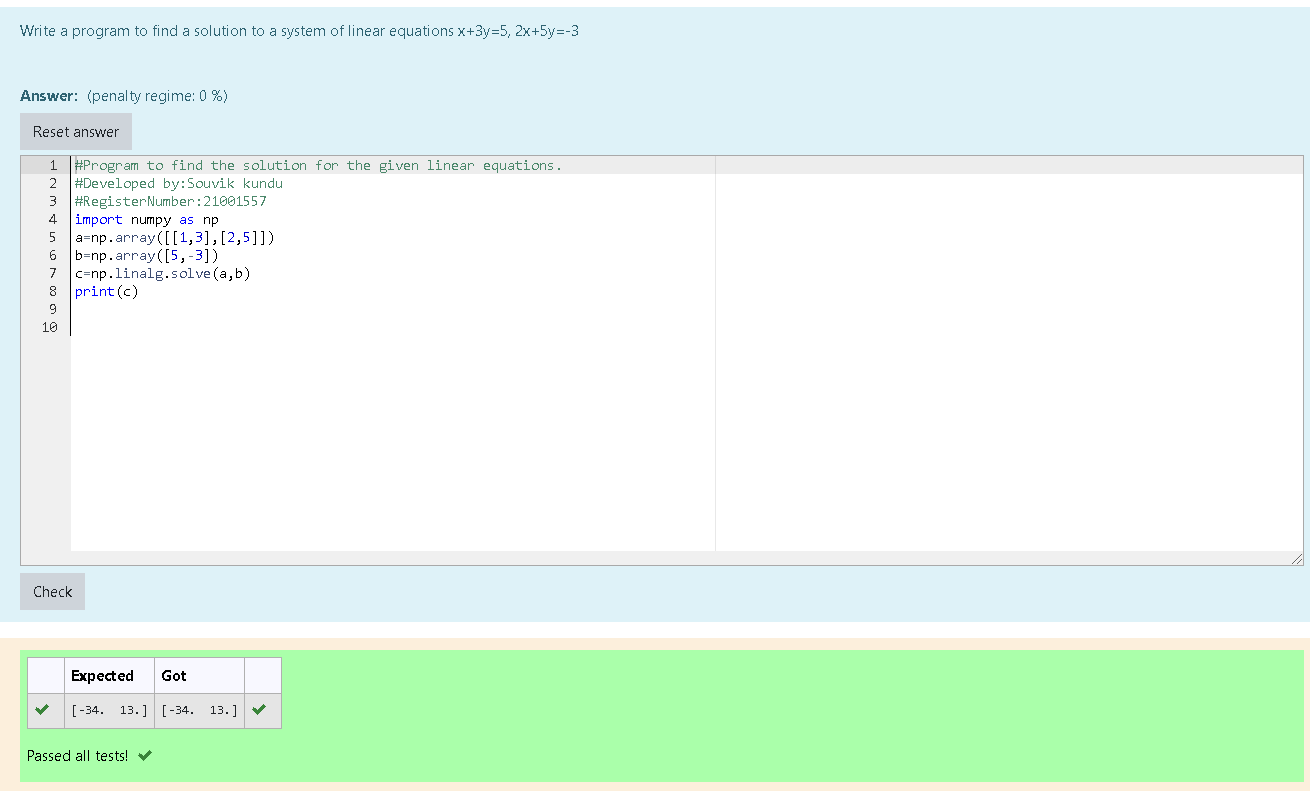 Write a program to find a solution to a system of linear equations x+3y=5, 2x+5y=-3
Answer: (penalty regime: 0 %)
Reset answer
1 #Program to find the solution for the given linear equations.
2 #Developed by:Souvik kundu
3 #RegisterNumber:21001557
4 import numpy as np
5 a=np.array([[1,3],[2,5]])
6 b=np.array([5,-3])
7 c=np.linalg.solve(a,b)
8 print(c)
9
10
Check
Expected Got
[-34.  13.] [-34.  13.]
Passed all tests!